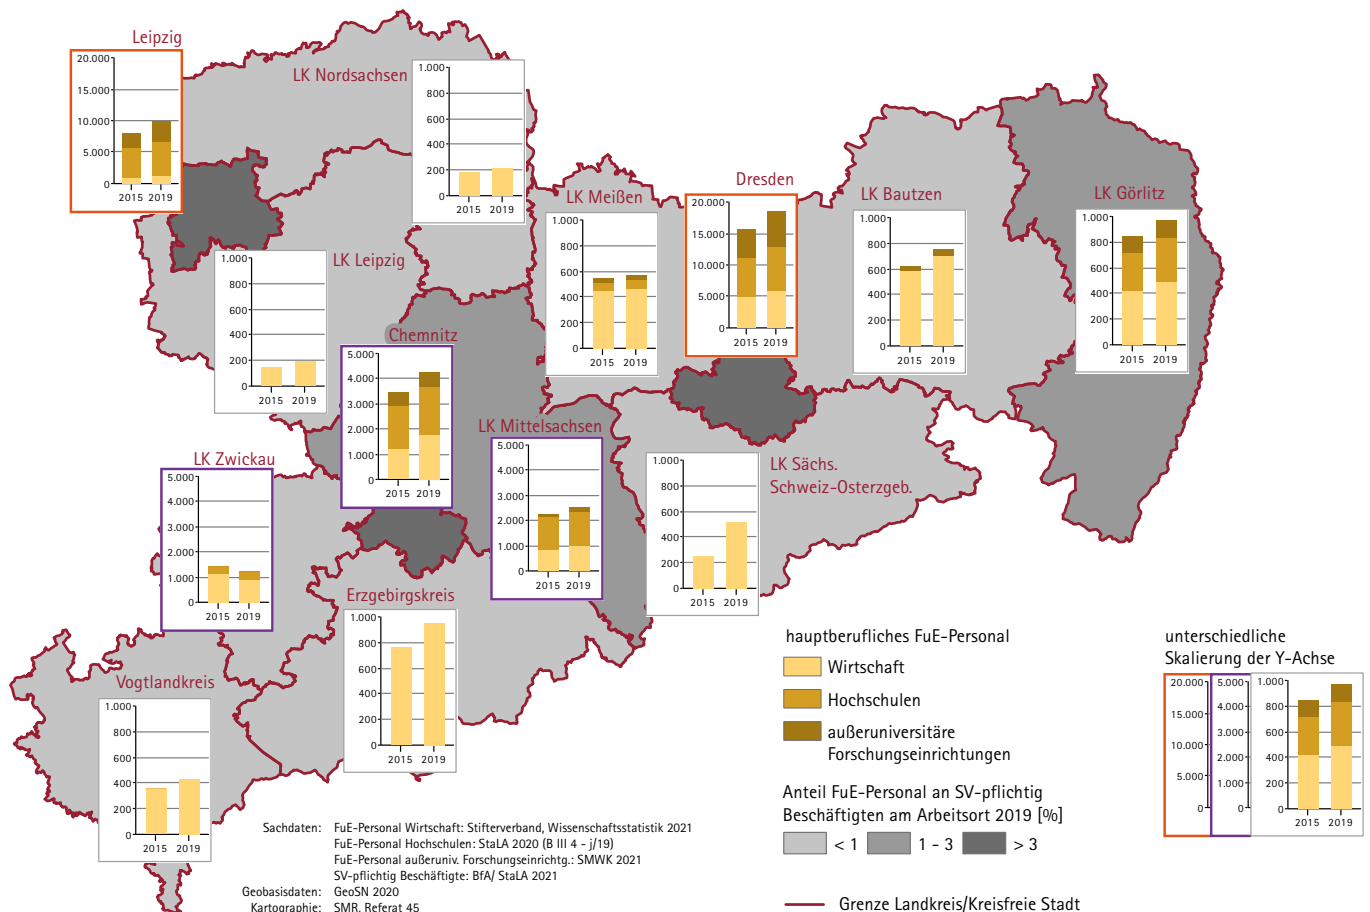 Leipzig
20.000
15.000
10.000
5.000
0
2015 2019
LK Nordsachsen
1.000
800
600
400
200
0
2015 2019
LK Leipzig
1.000
800
600
400
200
0
2015 2019
LK Meißen
1.000
800
600
400
200
0
2015 2019
Dresden
20.000
15.000
10.000
5.000
0
2015 2019
LK Bautzen
1.000
800
600
400
200
0
2015 2019
LK Görlitz
1.000
800
600
400
200
0
2015 2019
Chemnitz
5.000
4.000
3.000
2.000
1.000
0
2015 2019
LK Mittelsachsen
5.000
4.000
3.000
2.000
1.000
0
2015 2019
LK Zwickau
5.000
4.000
3.000
2.000
1.000
0
2015 2019
LK Sächs.
Schweiz-Osterzgeb.
1.000
800
600
400
200
0
2015 2019
Erzgebirgskreis
1.000
800
600
400
200
0
2015 2019
Vogtlandkreis
1.000
800
600
400
200
0
2015 2019
hauptberufliches FuE-Personal
Wirtschaft
Hochschulen
außeruniversitäre
Forschungseinrichtungen
Anteil FuE-Personal an SV-pflichtig
Beschäftigten am Arbeitsort 2019 [%]
< 1 1 - 3 > 3
Grenze Landkreis/Kreisfreie Stadt
unterschiedliche
Skalierung der Y-Achse
20.000 5.000 1.000
15.000 4.000 800
3.000 600
10.000 2.000 400
5.000 1.000 200
0 0 0
2015 2019
Sachdaten: FuE-Personal Wirtschaft: Stifterverband, Wissenschaftsstatistik 2021
FuE-Personal Hochschulen: StaLA 2020 (B III 4 - j/19)
FuE-Personal außeruniv. Forschungseinrichtg.: SMWK 2021
SV-pflichtig Beschäftigte: BfA/ StaLA 2021
Geobasisdaten: GeoSN 2020
Kartographie: SMR, Referat 45